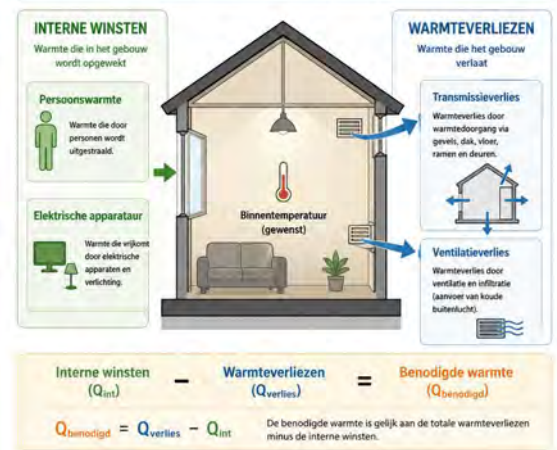 INTERNE WINSTEN
Warmte die in het gebouw
wordt opgewekt
Persoonswarmte
Warmte die door
personen wordt
uitgestraald.
Elektrische apparataur
Warmte die vrijkomt
door elektrische
apparaten en
verlichting.
Binnentemperatuur
(gewenst)
WARMTEVERLIEZEN
Warmte die het gebouw
verlaat
Transmissieverlies
Warmteverlies door
warmtedoorgang via
gevels, dak, vloer,
ramen en deuren.
Ventilatieverlies
Warmteverlies door
ventilatie en infiltratie
(aanvoer van koude
buitenlucht).
Interne winsten – Warmteverliezen = Benodigde warmte
(Qint) (Qverlies) (Qbenodigd)
Qbenodigd = Qverlies – Qint
De benodigde warmte is gelijk aan de totale warmteverliezen
minus de interne winsten.